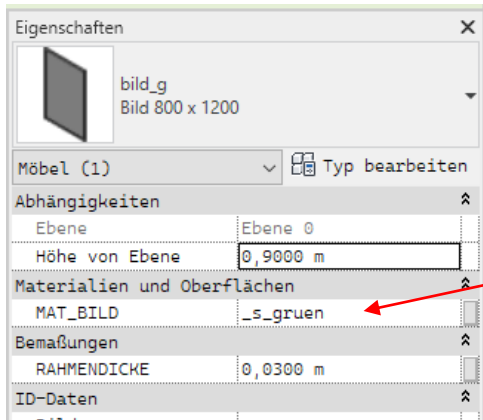 Eigenschaften
bild_g
Bild 800 x 1200
Möbel (1) Typ bearbeiten
Abhängigkeiten
Ebene Ebene 0
Höhe von Ebene 0,9000 m
Materialien und Oberflächen
MAT_BILD _s_gruen
Bemaßungen
RAHMENDICKE 0,0300 m
ID-Daten